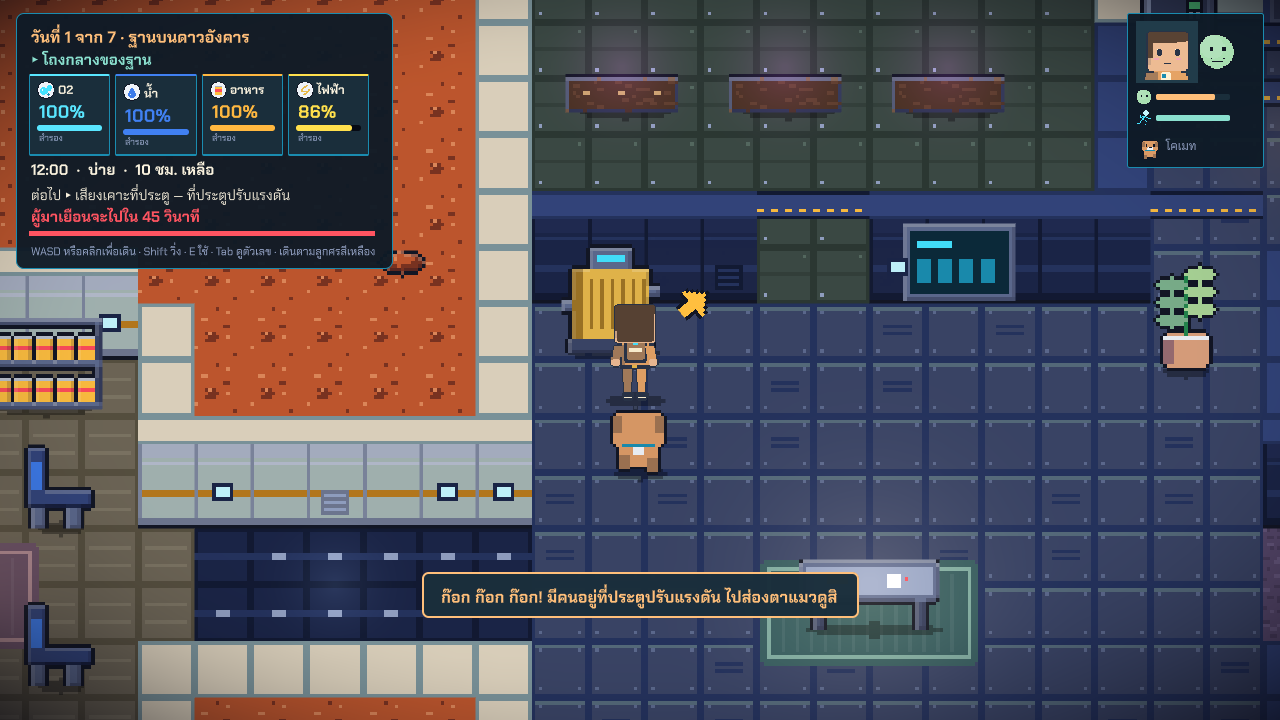 วันที่ 1 จาก 7 · ฐานบนดาวอังคาร
▸ โถงกลางของฐาน
O2
100%
สำรอง
น้ำ
100%
สำรอง
อาหาร
100%
สำรอง
ไฟฟ้า
86%
สำรอง
12:00 · บ่าย · 10 ชม. เหลือ
ต่อไป ▸ เสียงเคาะที่ประตู — ที่ประตูปรับแรงดัน
ผู้มาเยือนจะไปใน 45 วินาที
WASD หรือคลิกเพื่อเดิน · Shift วิ่ง · E ใช้ · Tab ดูตัวเลข · เดินตามลูกศรสีเหลือง
โคเมท
ก๊อก ก๊อก ก๊อก! มีคนอยู่ที่ประตูปรับแรงดัน ไปส่องตาแมวดูสิ